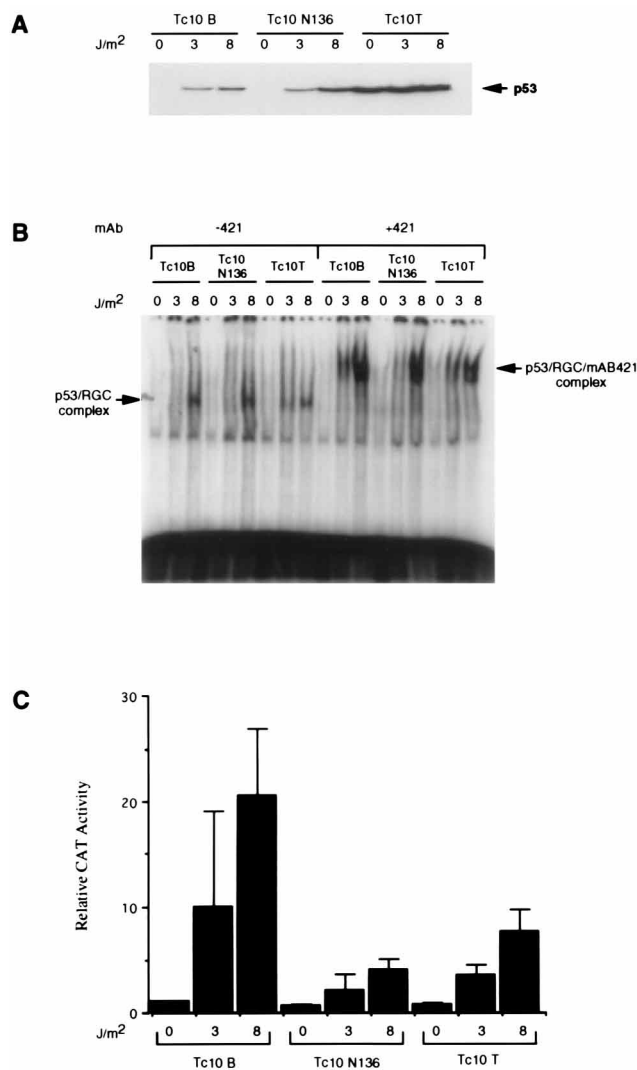 A
Tc10 B Tc10 N136 Tc10T
J/m2 0 3 8 0 3 8 0 3 8
p53
B
mAb -421 +421
Tc10B Tc10 N136 Tc10T Tc10B Tc10 N136 Tc10T
J/m2 0 3 8 0 3 8 0 3 8 0 3 8 0 3 8 0 3 8
p53/RGC complex
p53/RGC/mAB421 complex
C
Relative CAT Activity
30
20
10
0
J/m2 0 3 8 0 3 8 0 3 8
Tc10 B Tc10 N136 Tc10 T